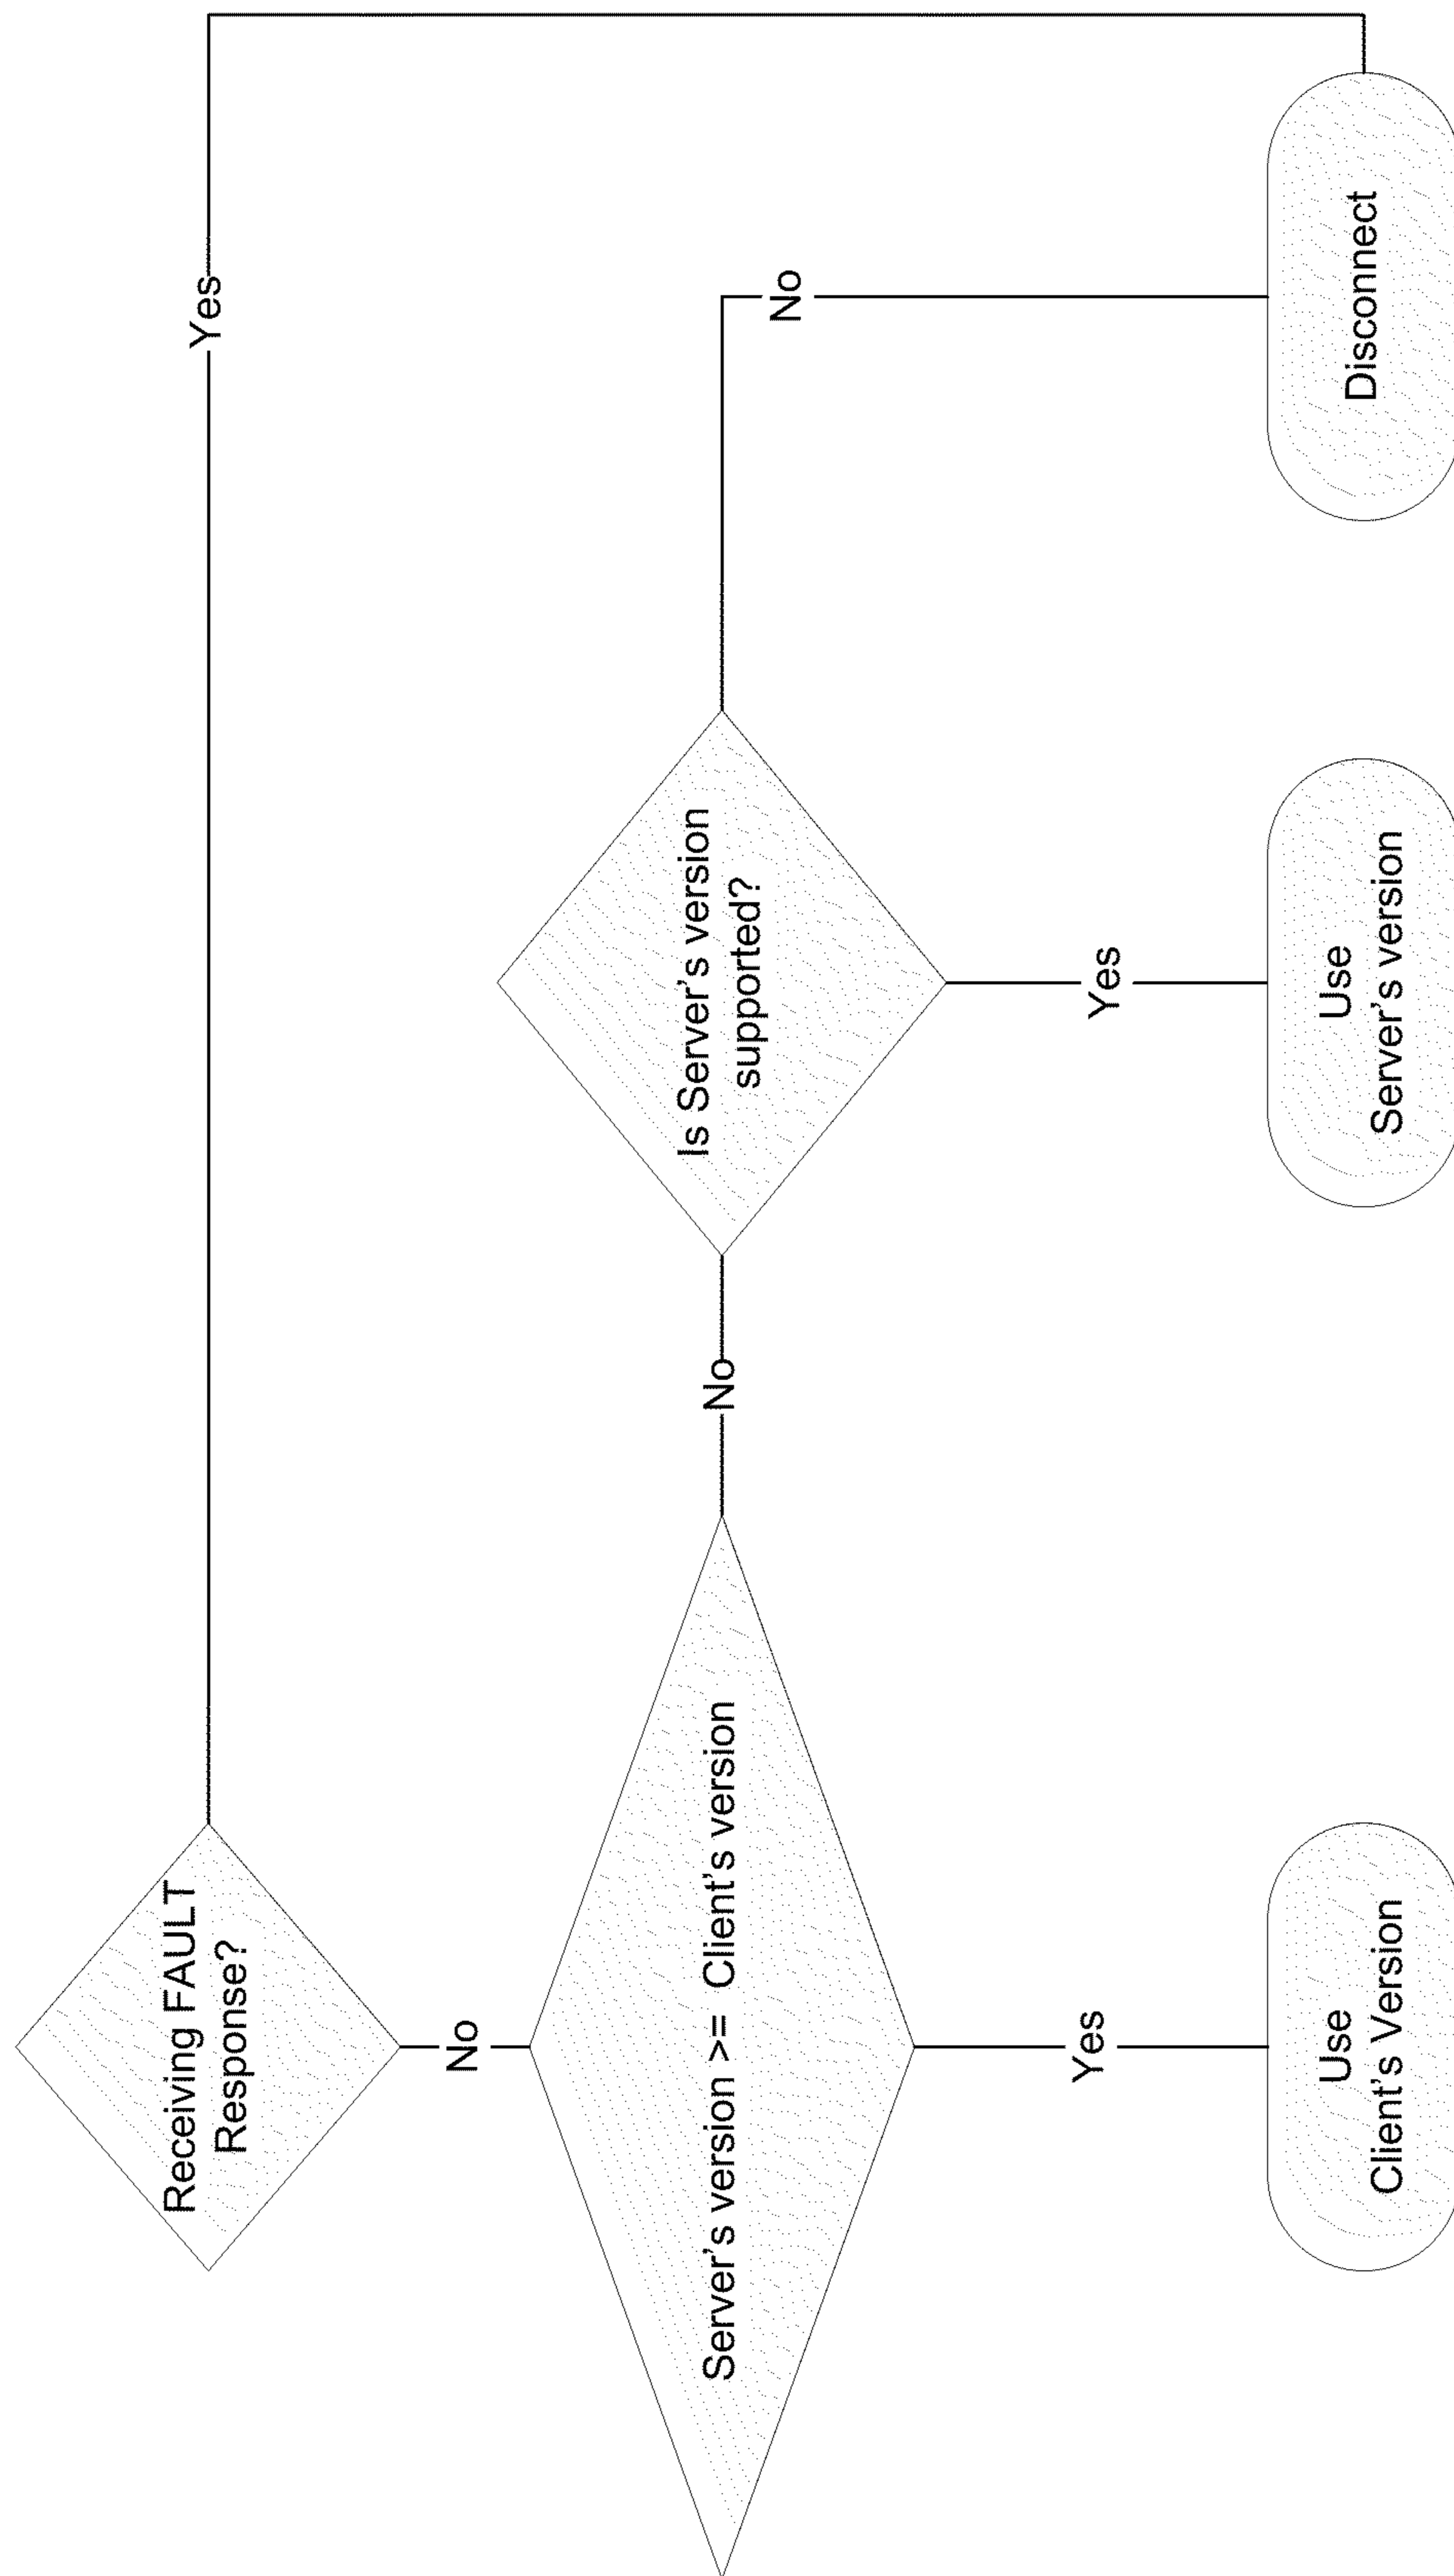 Receiving FAULT
Response?
Yes
No
Server's version >= Client's version
No
Is Server's version
supported?
No
Yes
Yes
Use
Client's Version
Use
Server's version
Disconnect